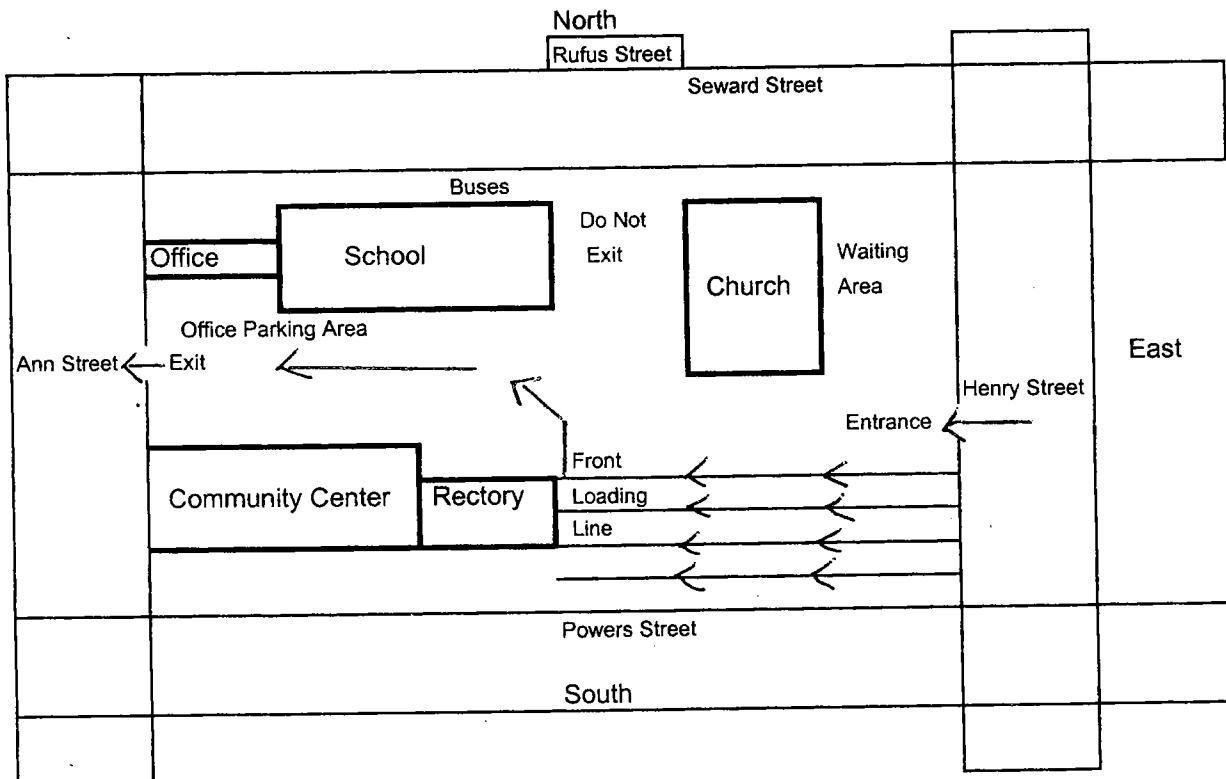 North
Rufus Street
Seward Street
Buses
Do Not
Exit
Office
School
Church
Waiting
Area
Office Parking Area
Ann Street
Exit
East
Henry Street
Entrance
Front
Loading
Line
Community Center
Rectory
Powers Street
South